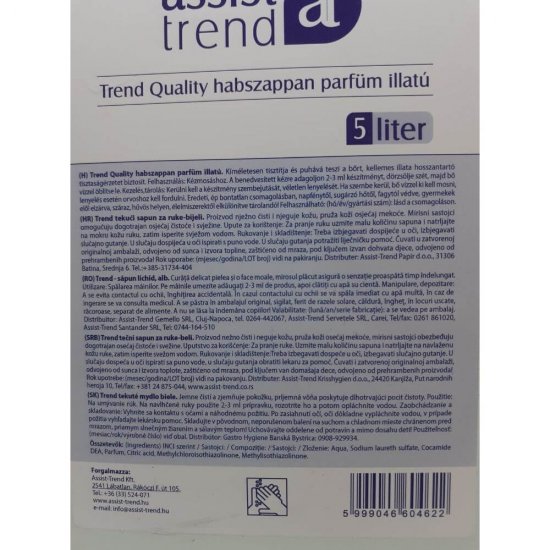 assist
trend a
Trend Quality habszappan parfüm illatú
5 liter
(H) Trend Quality habszappan parfüm illatú. Kíméletesen tisztítja és puhává teszi a bőrt, kellemes illata hosszantartó
tisztaságérzetet biztosít. Felhasználás: Kézmosáshoz. A benedvesített kézre adagoljon 2-3 ml készítményt, dörzsölje szét, majd bő
vízzel öblítse le. Kezelés, tárolás: Kerülni kell a készítmény szembejutását, véletlen lenyelését. Ha szembe kerül, bő vízzel ki kell mosni,
lenyelés esetén orvoshoz kell fordulni. Eredeti, ép bontatlan csomagolásban, napfénytől, sugárzó hőtől, fagytól védve, gyermekek
elől elzárva, száraz, hűvös helyen, élelmiszerektől elkülönítve tárolandó! Felhasználható: (hó/év/gyártási szám): lásd a csomagoláson.
(HR) Trend tekući sapun za ruke-bijeli. Proizvod nježno čisti i njeguje kožu, pruža koži osjećaj mekoće. Mirisni sastojci
omogućuju dogotrajan osjećaj čistoće i svježine. Upute za korištenje: Za pranje ruku uzmem malu količinu sapuna i natrljajte
na mokru kožu ruku, zatim isperite svježom vodom. Rukovanje i skladištenje: Treba izbjegavati dospijeće u oči, izbjegavati
slučajno gutanje. U slučaju dospijeća u oči isprati s puno vode. U slučaju gutanja potražiti liječničku pomoć. Čuvati u zatvorenoj
originalnoj ambalaži, odvojeno od sunca i izvora topline, zaštićeno od mraza, pod ključem izvan dohvata djece, odvojeno od
prehrambenih proizvoda! Rok uporabe: (mjesec/godina/LOT broj) vidi na pakiranju. Distributer: Assist-Trend Papir d.o.o., 31306
Batina, Srednja 6 Tel.:+385-31734-404
(RO) Trend - săpun lichid, alb. Curăță delicat pielea și o face moale, mirosul plăcut asigură o senzație proaspătă timp îndelungat.
Utilizare: Spălarea mâinilor. Pe mâinile umezite adăugați 2-3 ml de produs, apoi clătiți cu apă su cientă. Manipulare, depozitare:
A se evita contactul cu ochii, înghițirea accidentală. În cazul contactului cu ochii se va spăla imediat cu apă multă, în caz de
ingerare se va consulta medicul. A se păstra în ambalajul original, sigilat, ferit de razele solare, căldură, îngheț, în locuri uscate,
răcoroase, separat de alimente. A nu se lăsa la îndemâna copiilor! Valabilitate: (lună/an/serie fabricație): a se vedea pe ambalaj.
Distribuitor: Assist-Trend Gemello SRL, Cluj-Napoca, tel. 0264-442067, Assist-Trend Servetele SRL, Carei, Tel/Fax: 0261 861020,
Assist-Trend Santander SRL, Tel: 0744-164-510
(SRB) Trend tečni sapun za ruke-beli. Proizvod nježno čisti i njeguje kožu, pruža koži osećaj mekoće, mirisni sastojci obezbeđuju
dogotrajan osećaj čistoće i svežine. Upotstvo za korišćenje: Za pranje ruke. Uzmem malu količinu sapuna i natrljajte na navlaženu
kožu ruku, zatim isperite svežom vodom. Rukovanje i skladištenje: Treba izbegavati dospeće u oči, izbegavati slučajno gutanje. U
slučaju dospeća u oči isprati sa puno vode, u slučaju gutanja obratiti lekaru za pomoć. Čuvati u zatvorenoj originalnoj ambalaži,
odvojeno od sunca i toplote, zaštićeno od mraza, pod ključem van domašaja dece, odvojeno od prehrambenih proizvoda!
Rok upotrebe: (mesec/godina/LOT broj) vidi na pakovanju. Distributer: Assist-Trend Krisshygien d.o.o., 24420 Kanjiža, Put narodnih
heroja 10, Tel/fax: +381 24 875-044, www.assist-trend.co.rs
(SK) Trend tekuté mydlo biele. Jemne čistí a zjemňuje pokožku, príjemná vôňa poskytuje dlhotrvajúci pocit čistoty. Použitie:
Na umývanie rúk. Na navlhčené ruky dávkujte 2-3 ml prípravku, rozotrite ho a potom opláchnite vodou. Zaobchádzanie a
skladovanie: Vyhnite sa kontaktu s očami a náhodnému požitiu. Po zasiahnutí očí, oči dôkladne vypláchnite vodou, v prípade
požitia vyhľadajte lekársku pomoc. Skladujte v originálnom neporušenom balení na suchom a chladnom mieste chránenom pred
mrazom, priamym slnečným žiarením a sálavým teplom! Uchovávajte oddelene od potravín a mimo dosahu detí! Použiteľnosť:
(mesiac/rok/výrobné číslo) viď obal. Distributor: Gastro Hygiene Banská Bystrica: 0908-929934.
Összetevők: (Ingredients) INCI szerint / Sastojci: / Compoziție / Sastojci / Zloženie: Aqua, Sodium laureth sulfate, Cocamide
DEA, Parfum, Citric acid, Methylchloroisothiazolinone, Methylisothiazolinone.
Forgalmazza:
Assist-Trend Kft.
2541 Lábatlan, Rákóczi F. út 105.
Tel.: +36 (33) 524-071
www.assist-trend.hu
e-mail: info@assist-trend.hu
5 999046 604622